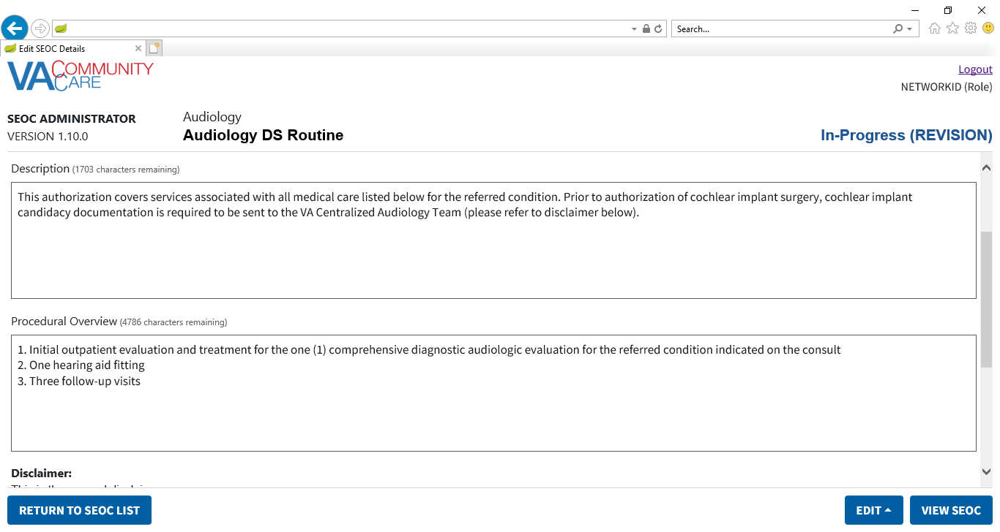 Search...
Edit SEOC Details
VA COMMUNITY CARE
Logout
NETWORKID (Role)
SEOC ADMINISTRATOR
VERSION 1.10.0
Audiology
Audiology DS Routine
In-Progress (REVISION)
Description (1703 characters remaining)
This authorization covers services associated with all medical care listed below for the referred condition. Prior to authorization of cochlear implant surgery, cochlear implant
candidacy documentation is required to be sent to the VA Centralized Audiology Team (please refer to disclaimer below).
Procedural Overview (4786 characters remaining)
1. Initial outpatient evaluation and treatment for the one (1) comprehensive diagnostic audiologic evaluation for the referred condition indicated on the consult
2. One hearing aid fitting
3. Three follow-up visits
Disclaimer:
RETURN TO SEOC LIST
EDIT
VIEW SEOC